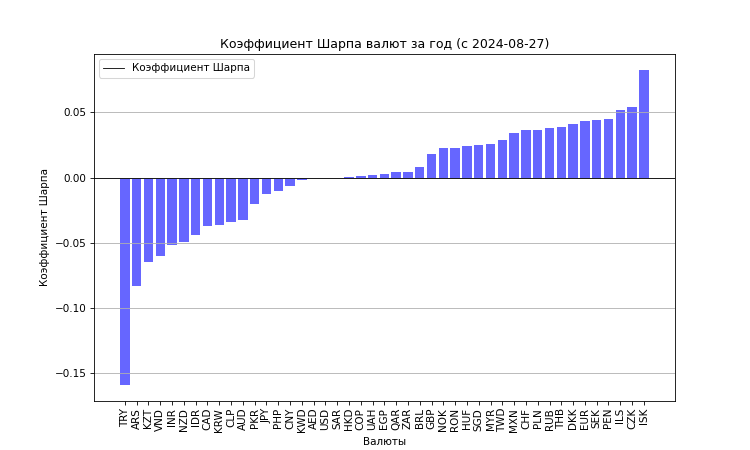 Коэффициент Шарпа валют за год (с 2024-08-27)
Коэффициент Шарпа
Коэффициент Шарпа
0.05
0.00
−0.05
−0.10
−0.15
TRY
ARS
KZT
VND
INR
NZD
IDR
CAD
KRW
CLP
AUD
PKR
JPY
PHP
CNY
KWD
AED
USD
SAR
HKD
COP
UAH
EGP
QAR
ZAR
BRL
GBP
NOK
RON
HUF
SGD
MYR
TWD
MXN
CHF
PLN
RUB
THB
DKK
EUR
SEK
PEN
ILS
CZK
ISK
Валюты